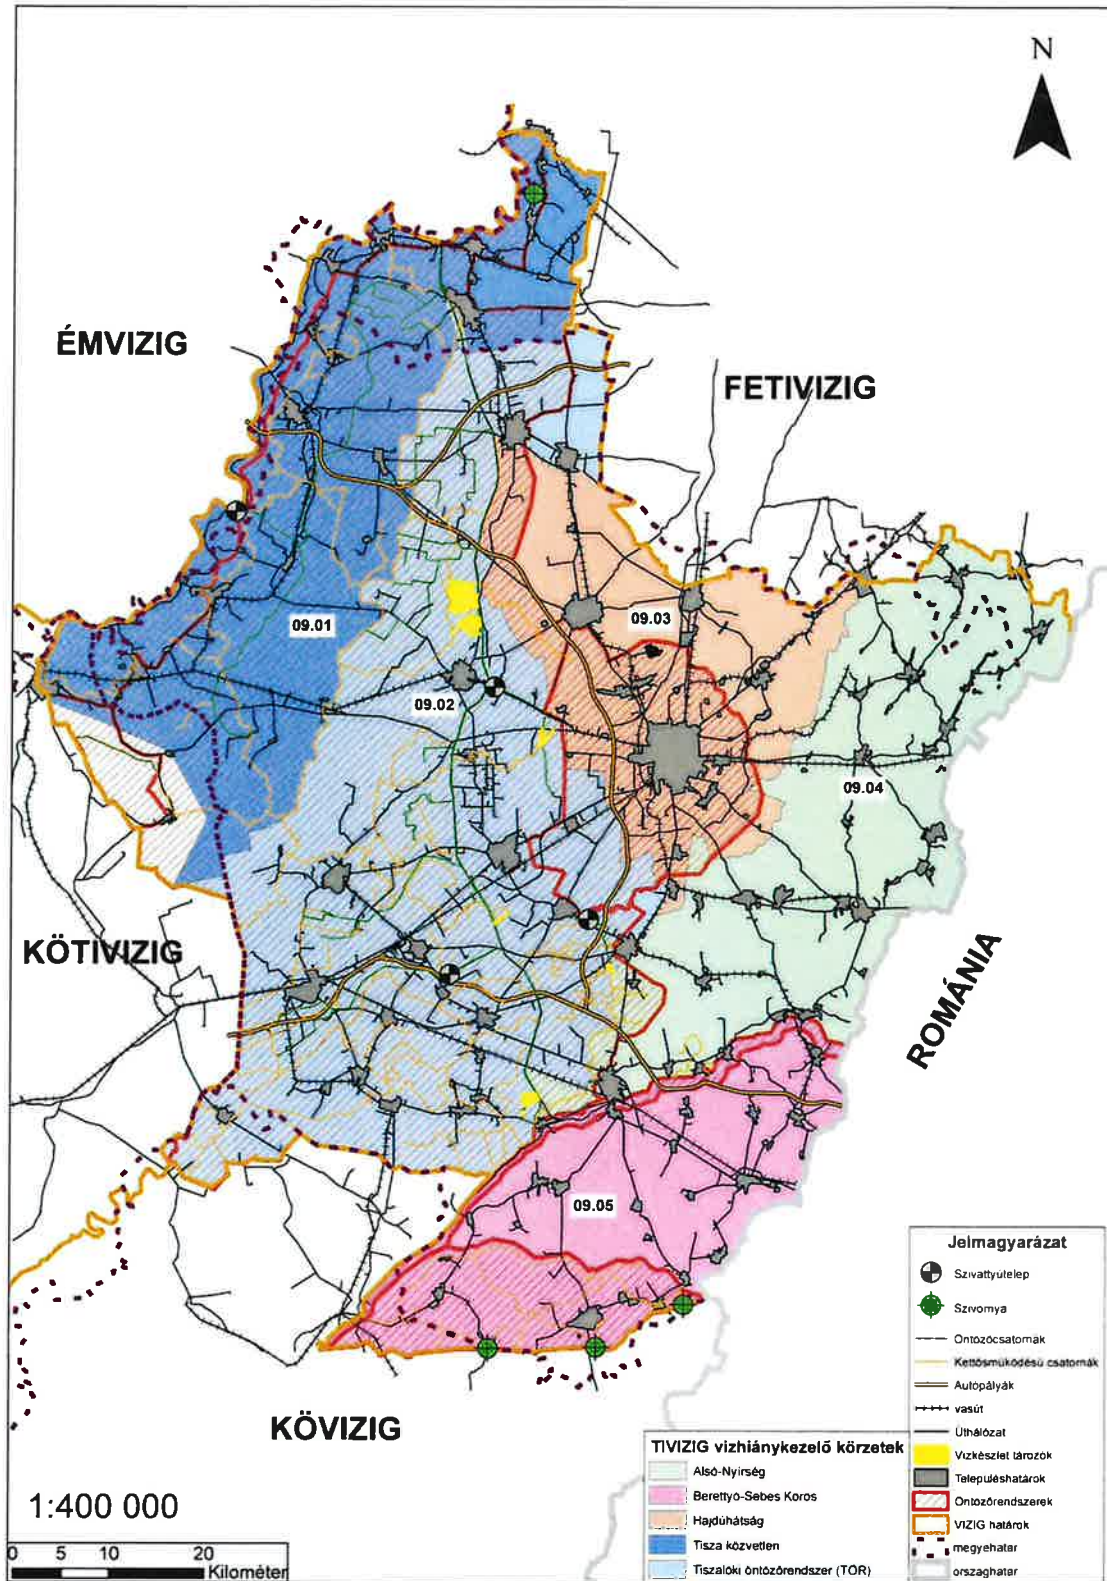 N
ÉMVIZIG
FETIVIZIG
09.01
09.03
09.02
09.04
KÖTIVIZIG
ROMÁNIA
09.05
KÖVIZIG
1:400 000
0 5 10 20
Kilométer
TIVIZIG vízhiánykezelő körzetek
Alsó-Nyírség
Berettyó-Sebes Körös
Hajdúhátság
Tisza közvetlen
Tiszalöki öntözőrendszer (TÖR)
Jelmagyarázat
Szivattyútelep
Szivornya
Öntözőcsatornák
Kettősműködésű csatornák
Autópályák
vasút
Úthálózat
Vízkészlet tározók
Településhatárok
Öntözőrendszerek
VIZIG határok
megyehatár
országhatár